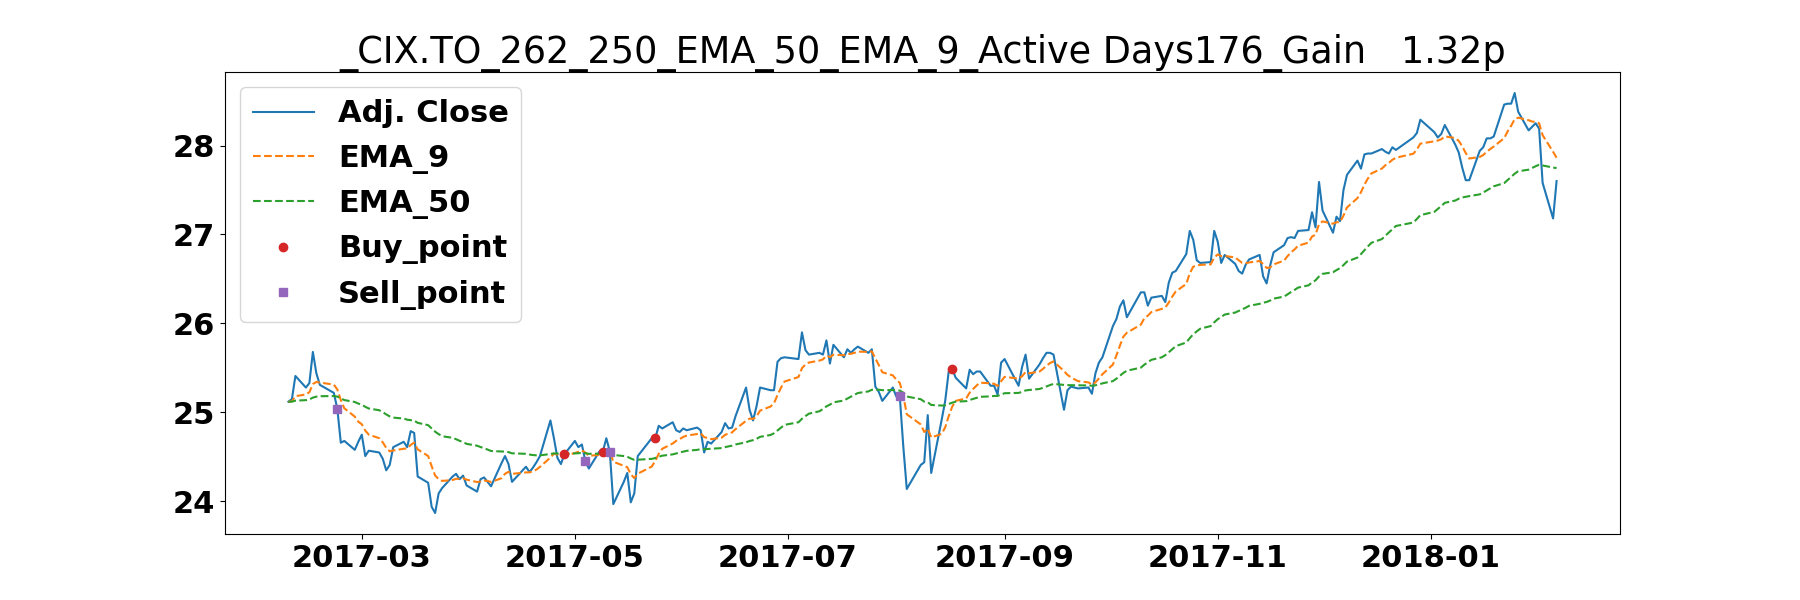 _CIX.TO_262_250_EMA_50_EMA_9_Active Days176_Gain   1.32p
Adj. Close
EMA_9
EMA_50
Buy_point
Sell_point
28
27
26
25
24
2017-03 2017-05 2017-07 2017-09 2017-11 2018-01